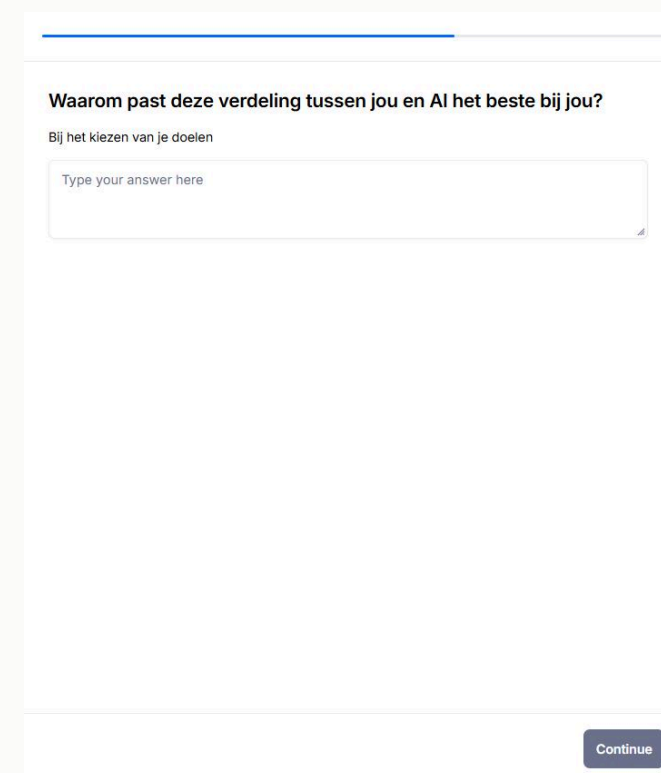 Waarom past deze verdeling tussen jou en AI het beste bij jou?
Bij het kiezen van je doelen
Type your answer here
Continue